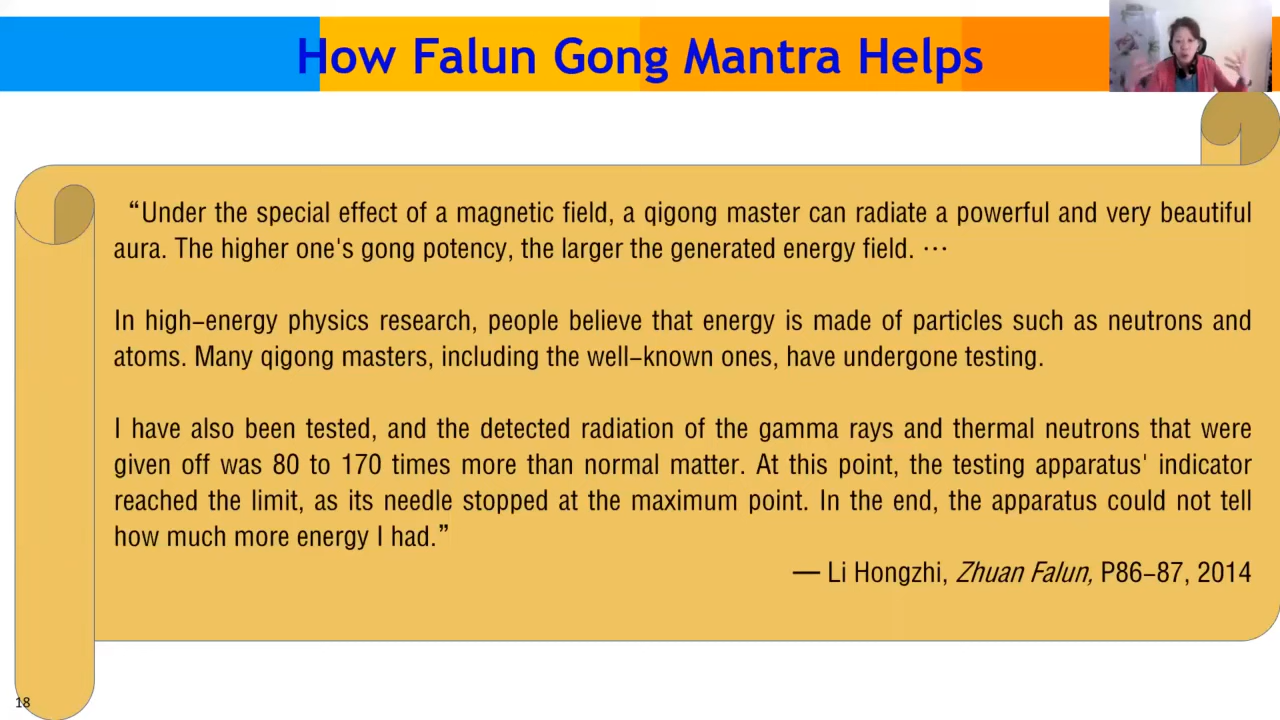 How Falun Gong Mantra Helps
“Under the special effect of a magnetic field, a qigong master can radiate a powerful and very beautiful
aura. The higher one's gong potency, the larger the generated energy field. ⋯
In high–energy physics research, people believe that energy is made of particles such as neutrons and
atoms. Many qigong masters, including the well–known ones, have undergone testing.
I have also been tested, and the detected radiation of the gamma rays and thermal neutrons that were
given off was 80 to 170 times more than normal matter. At this point, the testing apparatus' indicator
reached the limit, as its needle stopped at the maximum point. In the end, the apparatus could not tell
how much more energy I had.”
— Li Hongzhi, Zhuan Falun, P86–87, 2014
18